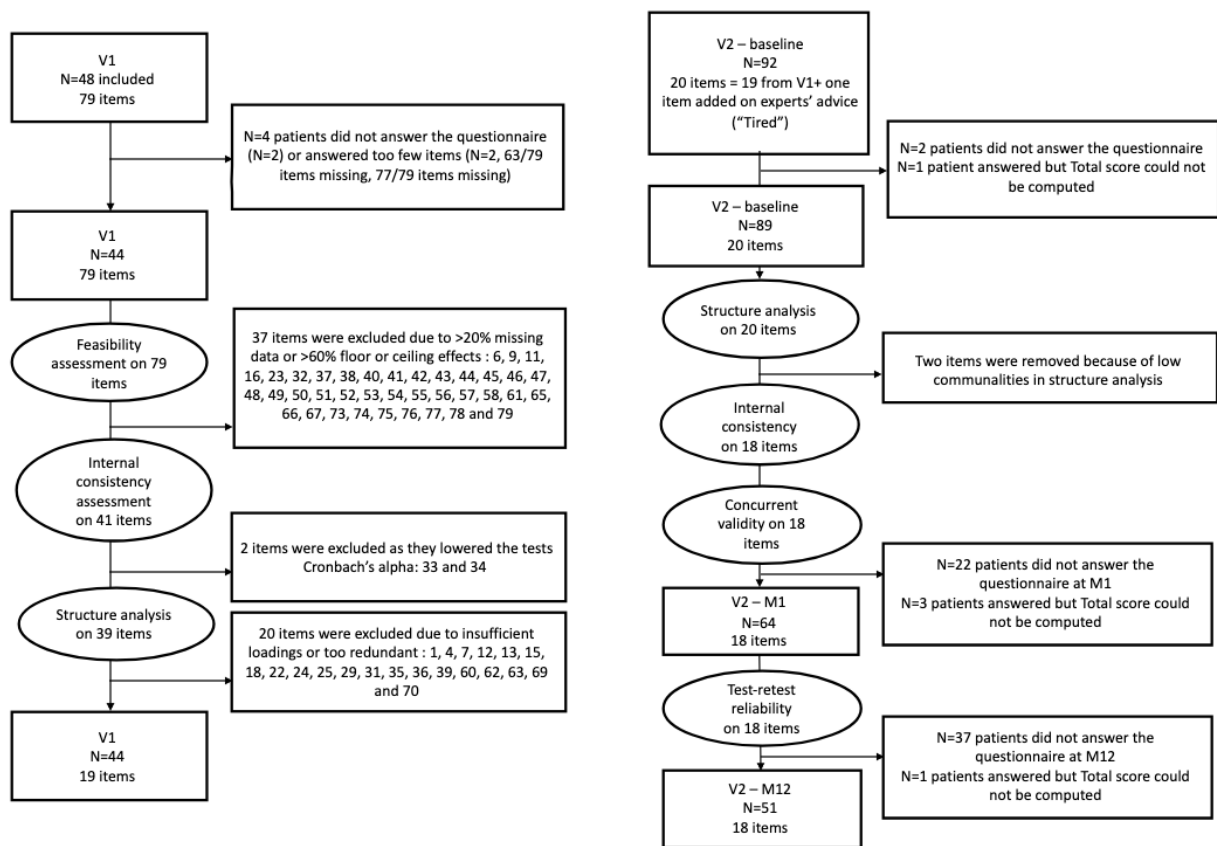 V1
N=48 included
79 items
N=4 patients did not answer the questionnaire
(N=2) or answered too few items (N=2, 63/79
items missing, 77/79 items missing)
V1
N=44
79 items
Feasibility
assessment on 79
items
37 items were excluded due to >20% missing
data or >60% floor or ceiling effects : 6, 9, 11,
16, 23, 32, 37, 38, 40, 41, 42, 43, 44, 45, 46, 47,
48, 49, 50, 51, 52, 53, 54, 55, 56, 57, 58, 61, 65,
66, 67, 73, 74, 75, 76, 77, 78 and 79
Internal
consistency
assessment
on 41 items
2 items were excluded as they lowered the tests
Cronbach’s alpha: 33 and 34
Structure analysis
on 39 items
20 items were excluded due to insufficient
loadings or too redundant : 1, 4, 7, 12, 13, 15,
18, 22, 24, 25, 29, 31, 35, 36, 39, 60, 62, 63, 69
and 70
V1
N=44
19 items
V2 – baseline
N=92
20 items = 19 from V1+ one
item added on experts’ advice
(“Tired”)
N=2 patients did not answer the questionnaire
N=1 patient answered but Total score could not
be computed
V2 – baseline
N=89
20 items
Structure analysis
on 20 items
Two items were removed because of low
communalities in structure analysis
Internal
consistency
on 18 items
Concurrent
validity on 18
items
N=22 patients did not answer the
questionnaire at M1
N=3 patients answered but Total score could
not be computed
V2 – M1
N=64
18 items
Test-retest
reliability
on 18 items
N=37 patients did not answer the
questionnaire at M12
N=1 patients answered but Total score could
not be computed
V2 – M12
N=51
18 items